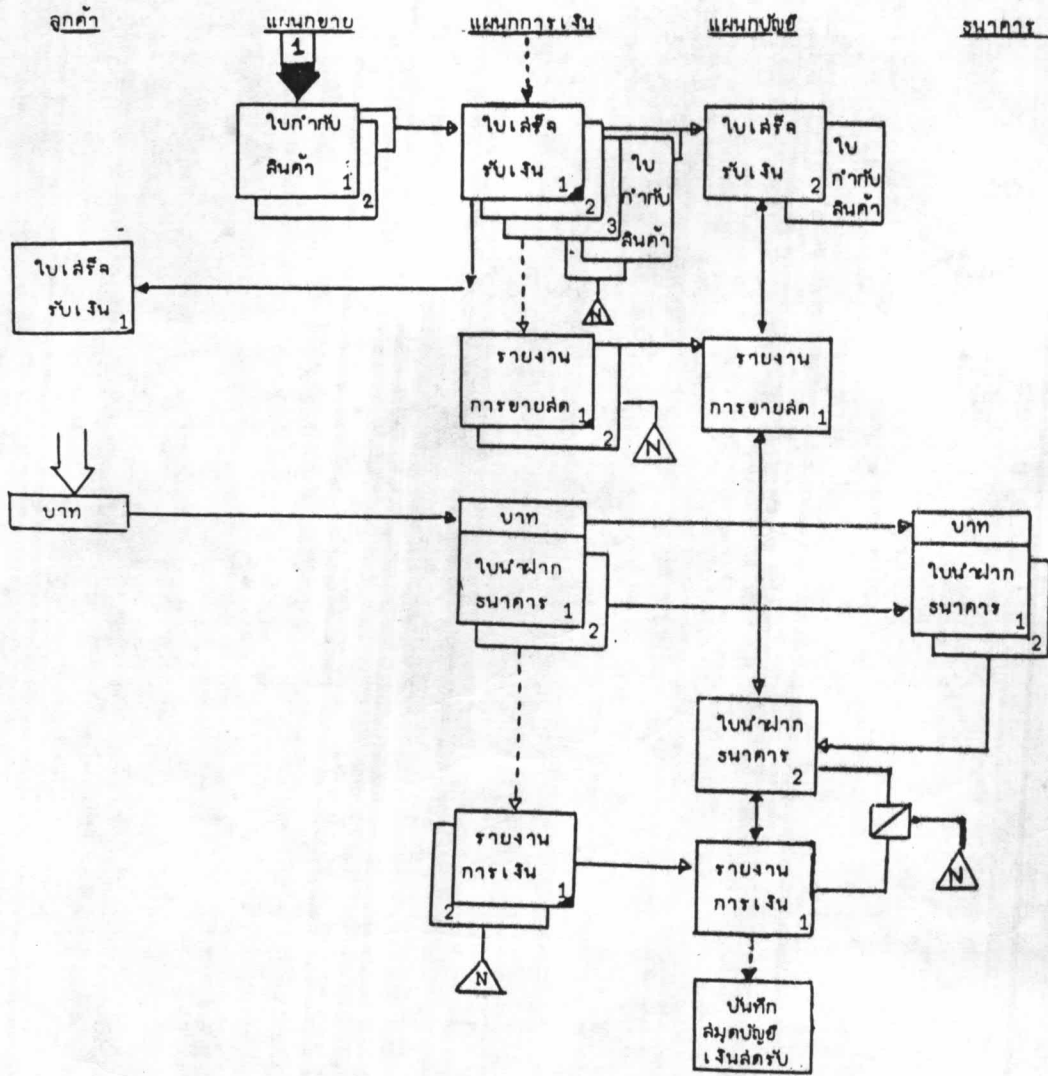 ลูกค้า
แผนกขาย
แผนกการเงิน
แผนกบัญชี
ธนาคาร
1
ใบกำกับ
สินค้า
1
2
ใบเสร็จ
รับเงิน
1
2
3
ใบ
กำกับ
สินค้า
N
ใบเสร็จ
รับเงิน
2
ใบ
กำกับ
สินค้า
ใบเสร็จ
รับเงิน
1
รายงาน
การขายสด
1
2
N
รายงาน
การขายสด
1
บาท
บาท
ใบนำฝาก
ธนาคาร
1
2
บาท
ใบนำฝาก
ธนาคาร
1
2
ใบนำฝาก
ธนาคาร
2
รายงาน
การเงิน
1
2
N
รายงาน
การเงิน
1
N
บันทึก
สมุดบัญชี
เงินสดรับ